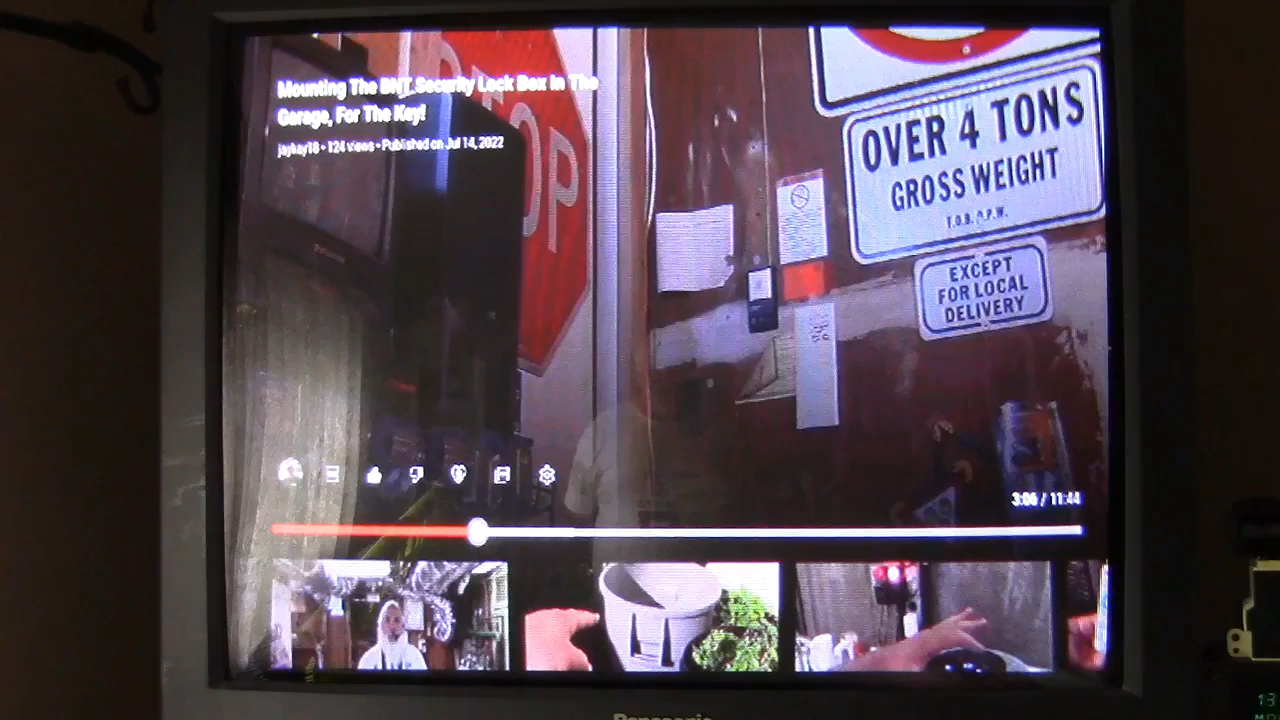 Mounting The BNT Security Lock Box In The
Garage, For The Key!
jaykay18 • 124 views • Published on Jul 14, 2022
STOP
OVER 4 TONS
GROSS WEIGHT
T.O.B. D.P.W.
EXCEPT
FOR LOCAL
DELIVERY
3:06 / 11:44
Panasonic